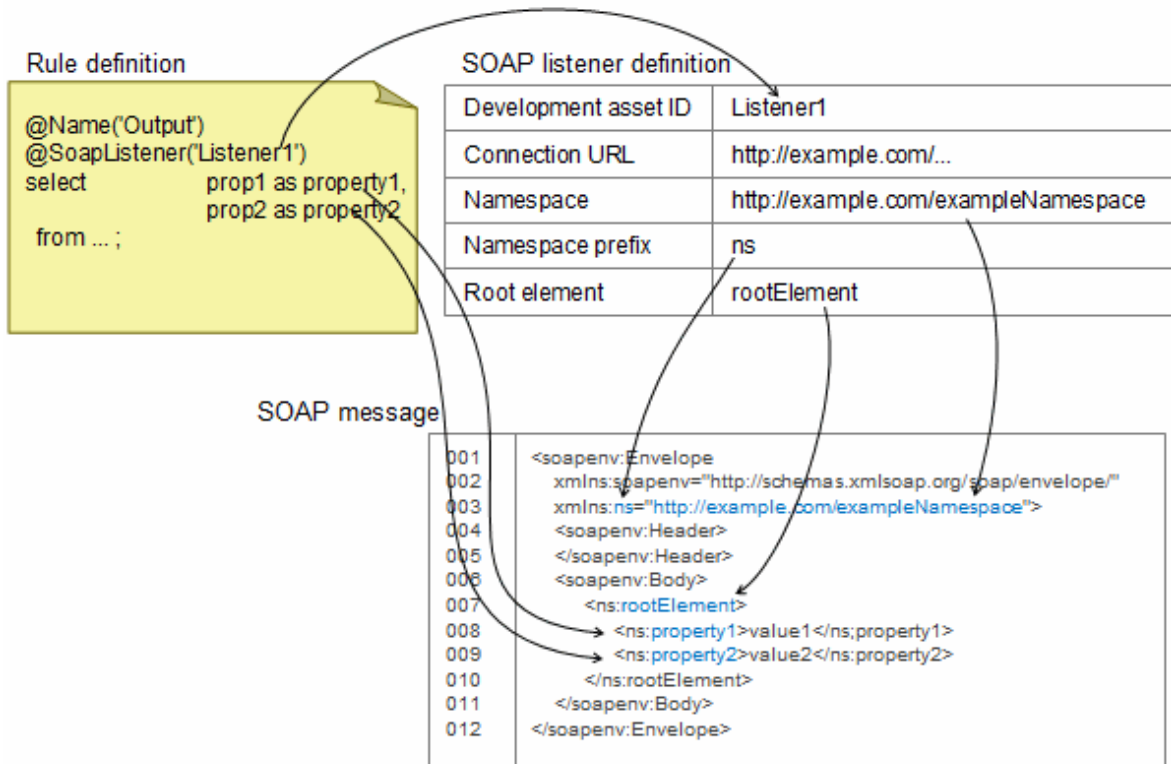 Rule definition
@Name('Output')
@SoapListener('Listener1')
select prop1 as property1,
prop2 as property2
from ... ;
SOAP listener definition
Development asset ID Listener1
Connection URL http://example.com/...
Namespace http://example.com/exampleNamespace
Namespace prefix ns
Root element rootElement
SOAP message
001 <soapenv:Envelope
002 xmlns:soapenv="http://schemas.xmlsoap.org/soap/envelope/"
003 xmlns:ns="http://example.com/exampleNamespace">
004 <soapenv:Header>
005 </soapenv:Header>
006 <soapenv:Body>
007 <ns:rootElement>
008 <ns:property1>value1</ns;property1>
009 <ns:property2>value2</ns:property2>
010 </ns:rootElement>
011 </soapenv:Body>
012 </soapenv:Envelope>